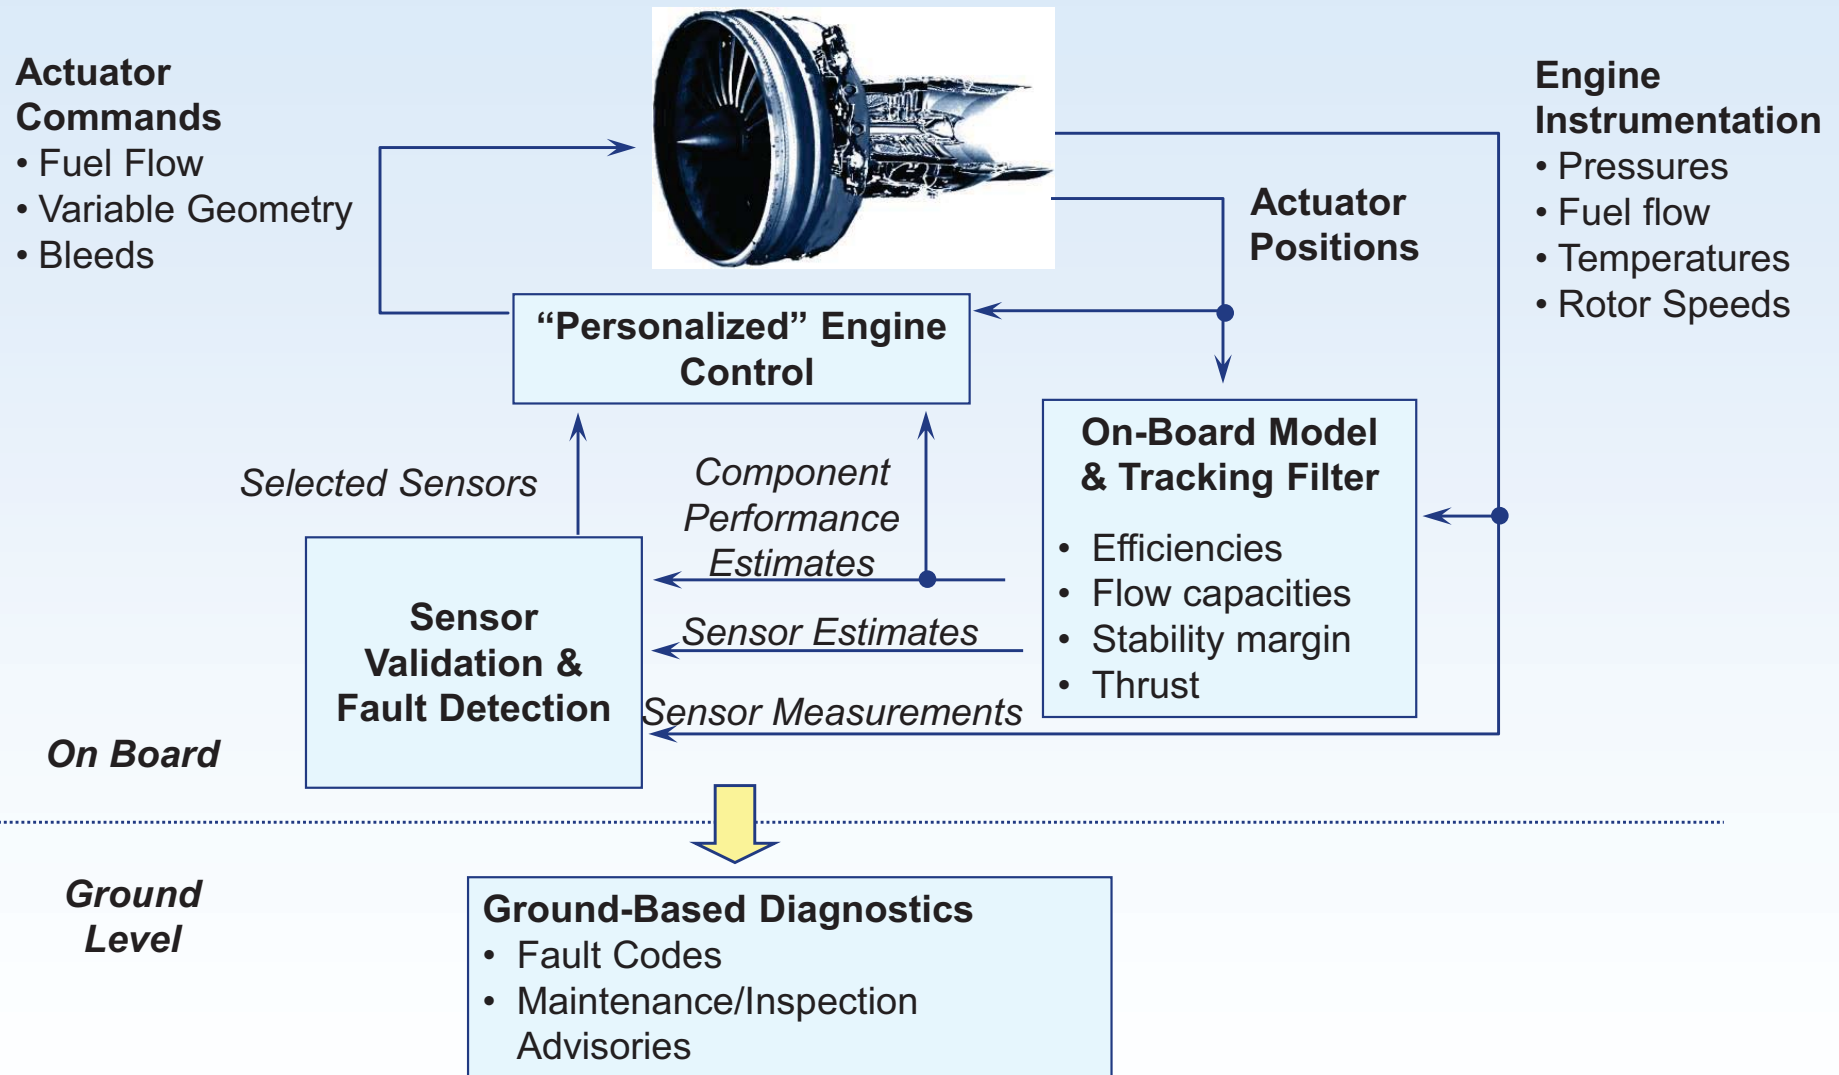 Actuator
Commands
• Fuel Flow
• Variable Geometry
• Bleeds
Engine
Instrumentation
• Pressures
• Fuel flow
• Temperatures
• Rotor Speeds
Actuator
Positions
“Personalized” Engine
Control
On-Board Model
& Tracking Filter
• Efficiencies
• Flow capacities
• Stability margin
• Thrust
Selected Sensors
Component
Performance
Estimates
Sensor Estimates
Sensor Measurements
Sensor
Validation &
Fault Detection
On Board
Ground
Level
Ground-Based Diagnostics
• Fault Codes
• Maintenance/Inspection
Advisories